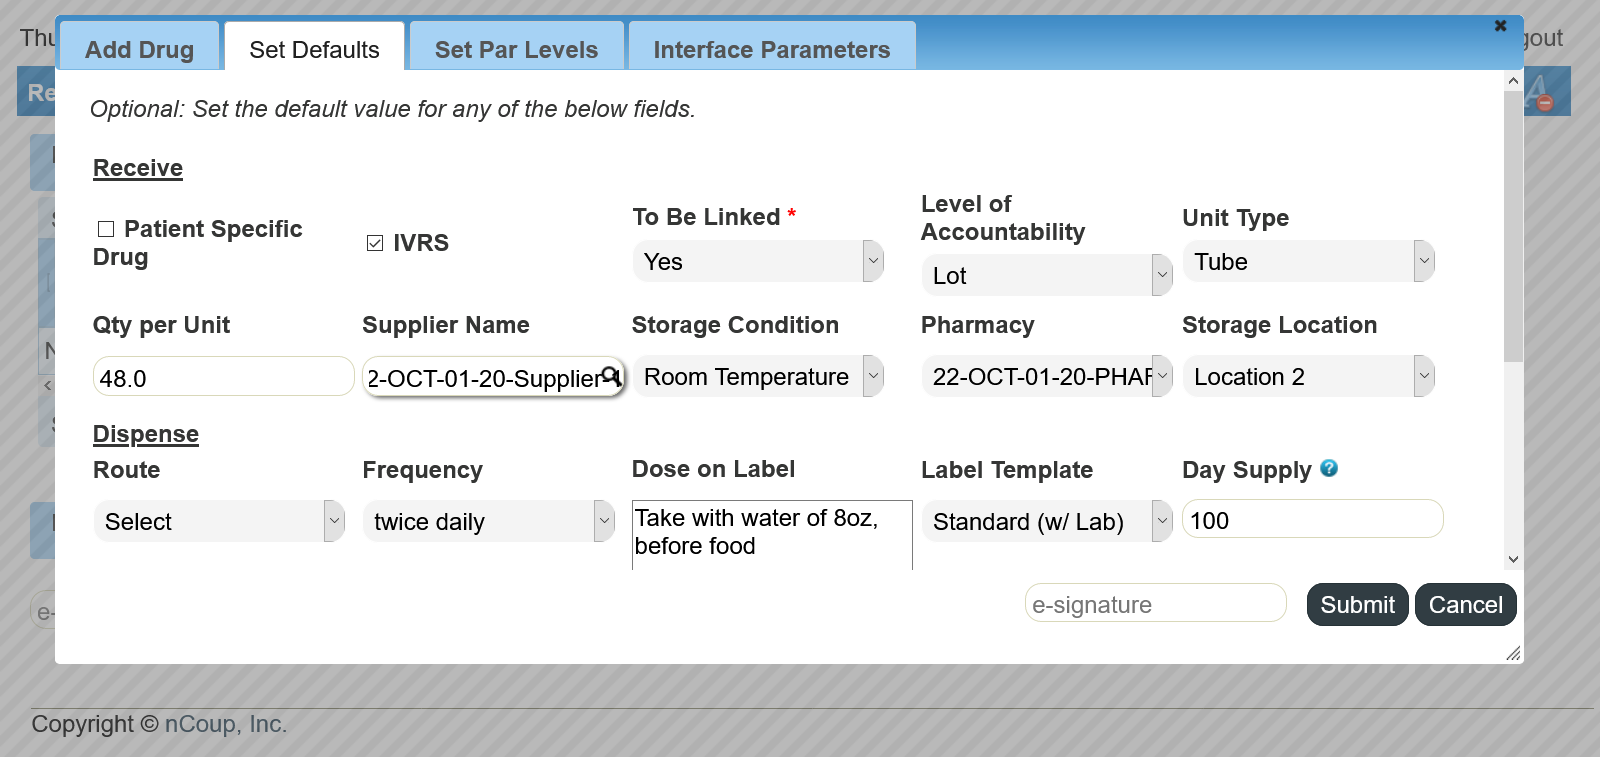 Thu
gout
Add Drug
Set Defaults
Set Par Levels
Interface Parameters
Re
Optional: Set the default value for any of the below fields.
Receive
Patient Specific
Drug
IVRS
To Be Linked *
Yes
Level of
Accountability
Lot
Unit Type
Tube
Qty per Unit
48.0
Supplier Name
2-OCT-01-20-Supplier-
Storage Condition
Room Temperature
Pharmacy
22-OCT-01-20-PHAR
Storage Location
Location 2
Dispense
Route
Select
Frequency
twice daily
Dose on Label
Take with water of 8oz,
before food
Label Template
Standard (w/ Lab)
Day Supply
100
e-
e-signature
Submit
Cancel
Copyright © nCoup, Inc.